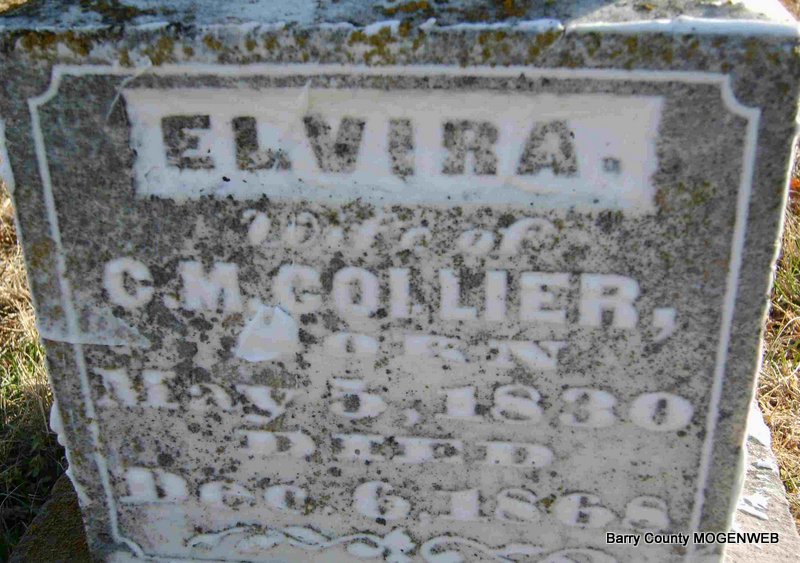 ELVIRA.
Wife of
C.M. COLLIER,
BORN
May 5, 1830
DIED
Dec. 6, 1868
Barry County MOGENWEB